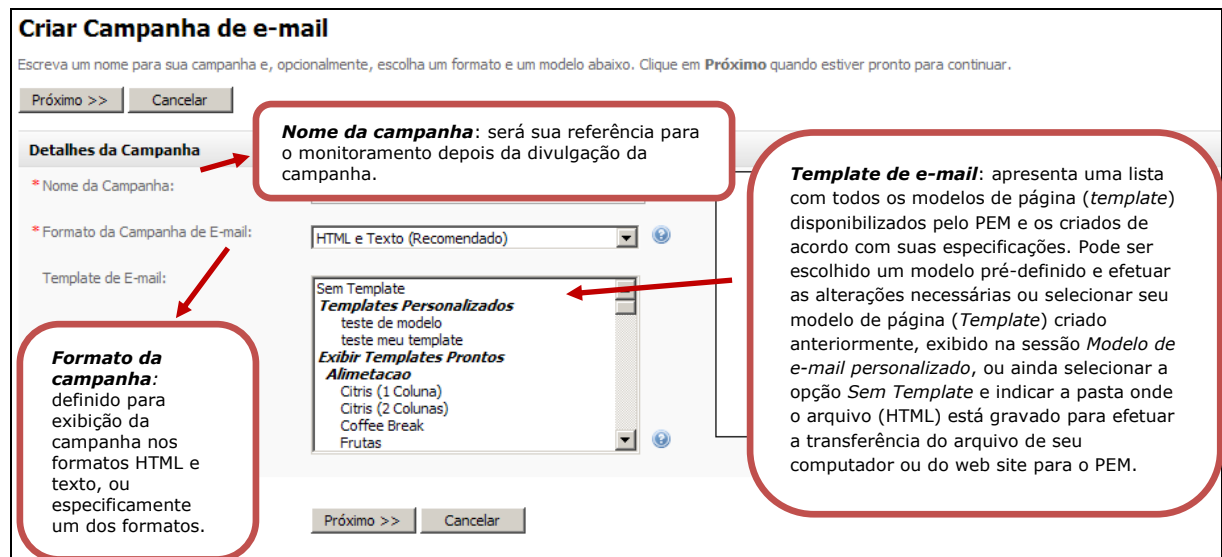 Criar Campanha de e-mail
Escreva um nome para sua campanha e, opcionalmente, escolha um formato e um modelo abaixo. Clique em Próximo quando estiver pronto para continuar.
Próximo >>
Cancelar
Detalhes da Campanha
* Nome da Campanha:
Nome da campanha: será sua referência para
o monitoramento depois da divulgação da
campanha.
* Formato da Campanha de E-mail:
HTML e Texto (Recomendado)
Template de E-mail:
Sem Template
Templates Personalizados
teste de modelo
teste meu template
Exibir Templates Prontos
Alimetacao
Citris (1 Coluna)
Citris (2 Colunas)
Coffee Break
Frutas
Formato da
campanha:
definido para
exibição da
campanha nos
formatos HTML e
texto, ou
especificamente
um dos formatos.
Template de e-mail: apresenta uma lista
com todos os modelos de página (template)
disponibilizados pelo PEM e os criados de
acordo com suas especificações. Pode ser
escolhido um modelo pré-definido e efetuar
as alterações necessárias ou selecionar seu
modelo de página (Template) criado
anteriormente, exibido na sessão Modelo de
e-mail personalizado, ou ainda selecionar a
opção Sem Template e indicar a pasta onde
o arquivo (HTML) está gravado para efetuar
a transferência do arquivo de seu
computador ou do web site para o PEM.
Próximo >>
Cancelar